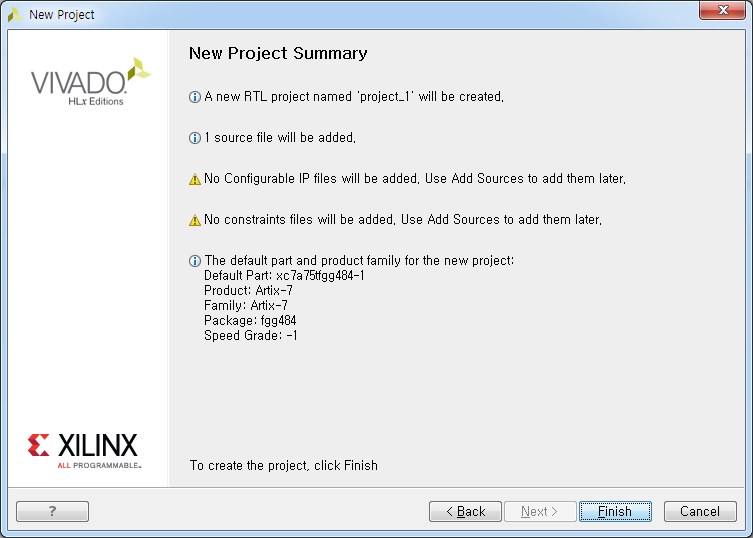 New Project
VIVADO.
HLx Editions
New Project Summary
A new RTL project named 'project_1' will be created.
1 source file will be added.
No Configurable IP files will be added. Use Add Sources to add them later.
No constraints files will be added. Use Add Sources to add them later.
The default part and product family for the new project:
Default Part: xc7a75tfgg484-1
Product: Artix-7
Family: Artix-7
Package: fgg484
Speed Grade: -1
XILINX
ALL PROGRAMMABLE™
To create the project, click Finish
?
< Back
Next >
Finish
Cancel